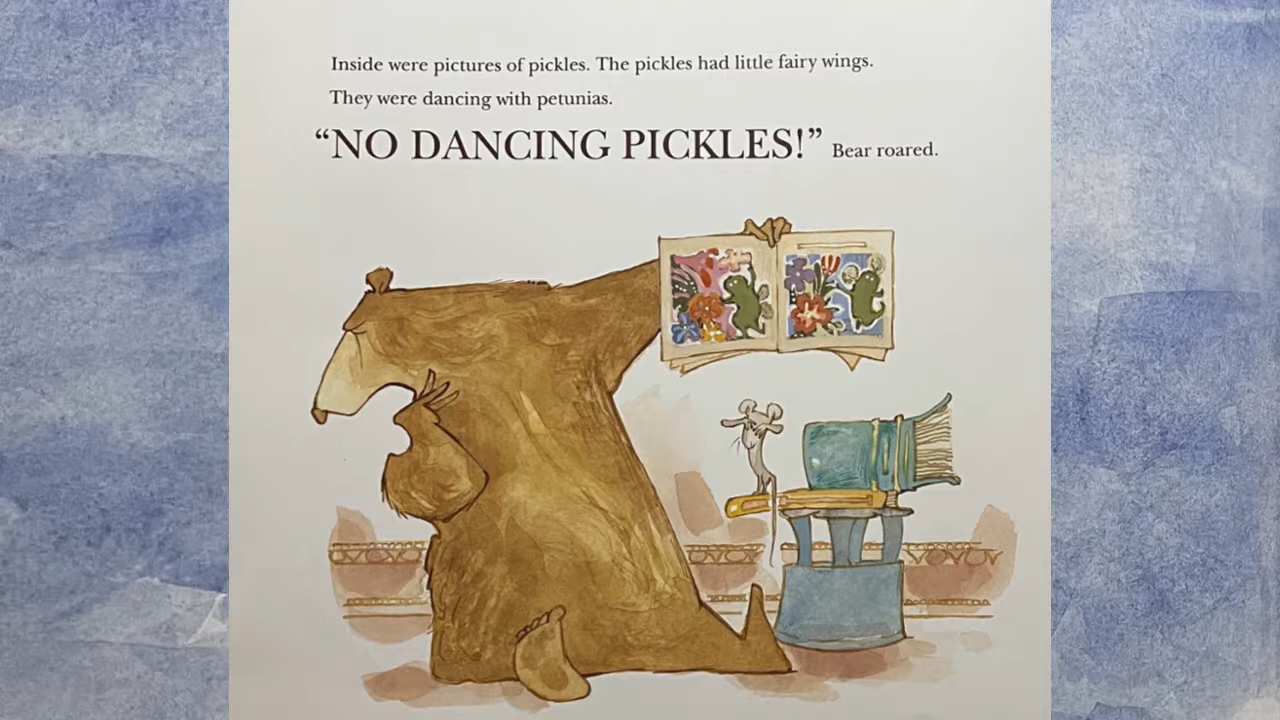 Inside were pictures of pickles. The pickles had little fairy wings.
They were dancing with petunias.
“NO DANCING PICKLES!” Bear roared.